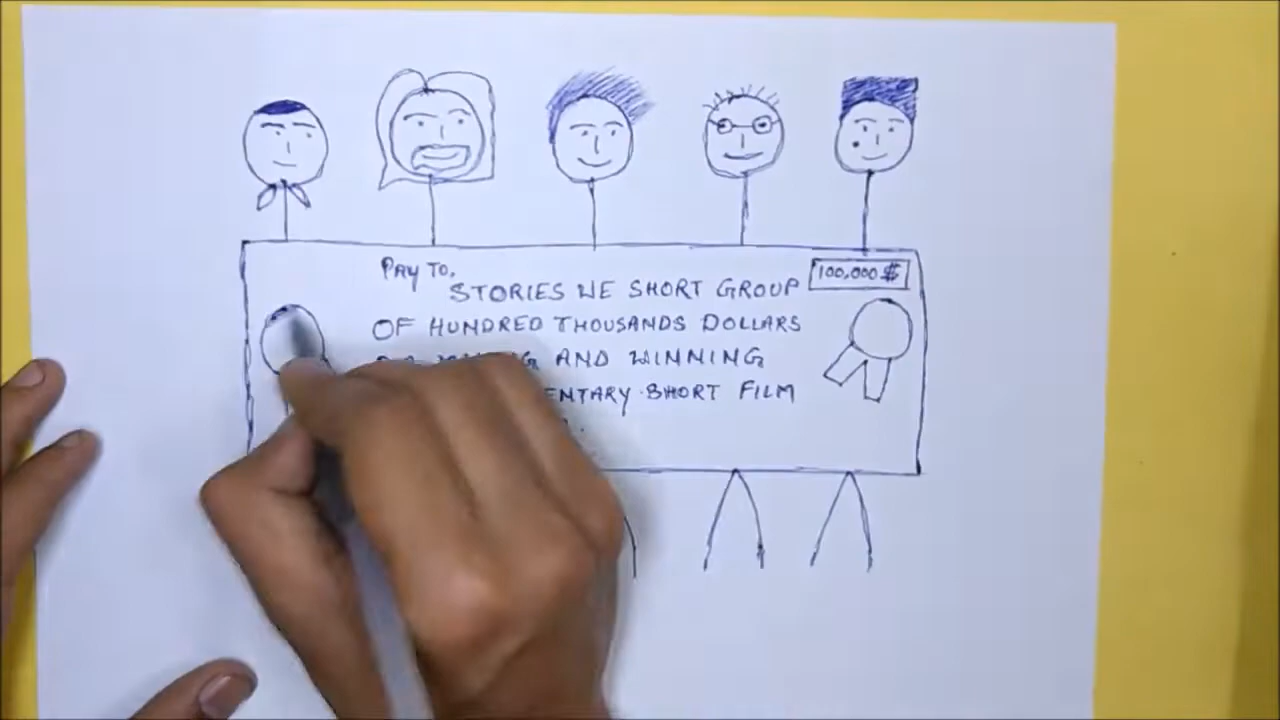 PAY TO,
100,000 $
STORIES WE SHORT GROUP
OF HUNDRED THOUSANDS DOLLARS
AND WINNING
SHORT FILM